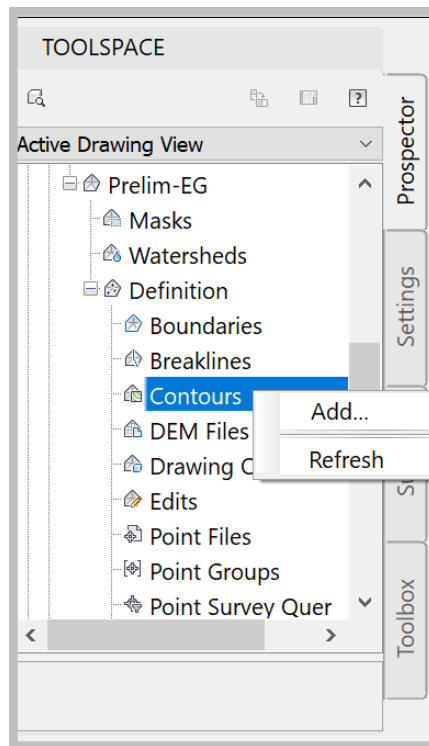 TOOLSPACE
?
Active Drawing View
Prelim-EG
Masks
Watersheds
Definition
Boundaries
Breaklines
Contours
Add...
DEM Files
Refresh
Edits
Point Files
Point Groups
Point Survey Quer
Prospector
Settings
Toolbox